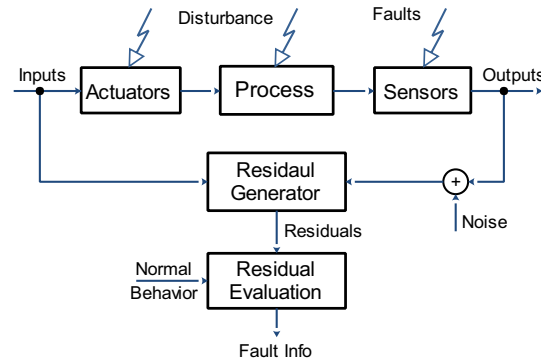 Disturbance
Faults
Inputs
Actuators
Process
Sensors
Outputs
Residaul
Generator
+
Noise
Residuals
Normal
Behavior
Residual
Evaluation
Fault Info